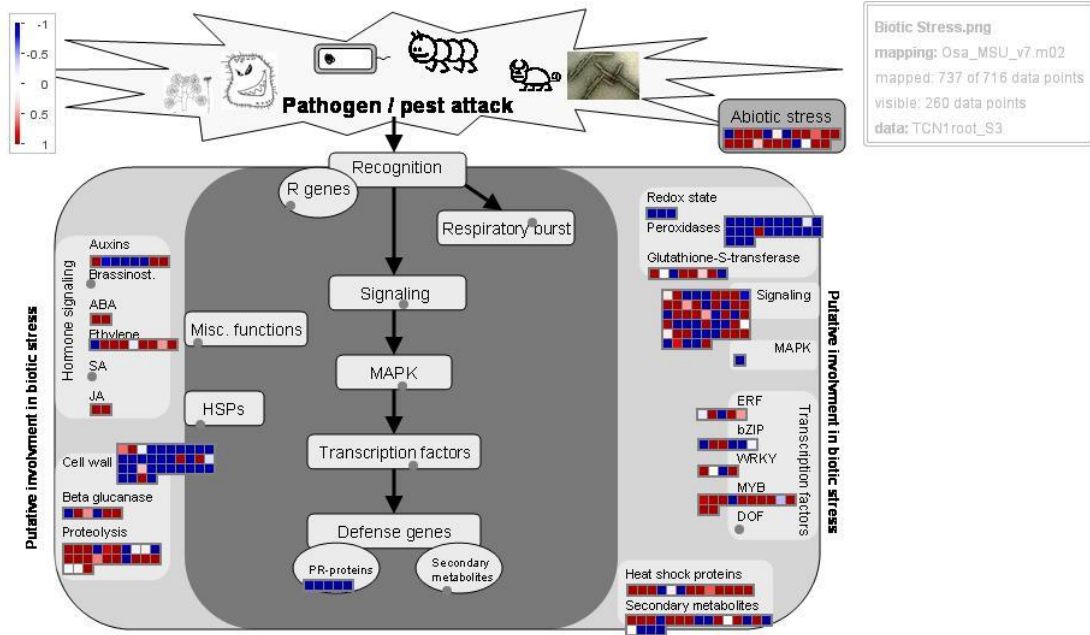 -1
-0.5
0
0.5
1
Pathogen / pest attack
Abiotic stress
Biotic Stress.png
mapping: Osa_MSU_v7.m02
mapped: 737 of 716 data points
visible: 260 data points
data: TCN1root_S3
Recognition
R genes
Respiratory burst
Signaling
Misc. functions
MAPK
HSPs
Transcription factors
Defense genes
PR-proteins
Secondary
metabolites
Putative involvment in biotic stress
Hormone signaling
Auxins
Brassinost.
ABA
Ethylene
SA
JA
Cell wall
Beta glucanase
Proteolysis
Redox state
Peroxidases
Glutathione-S-transferase
Signaling
MAPK
ERF
bZIP
WRKY
MYB
DOF
Transcription factors
Putative involvment in biotic stress
Heat shock proteins
Secondary metabolites